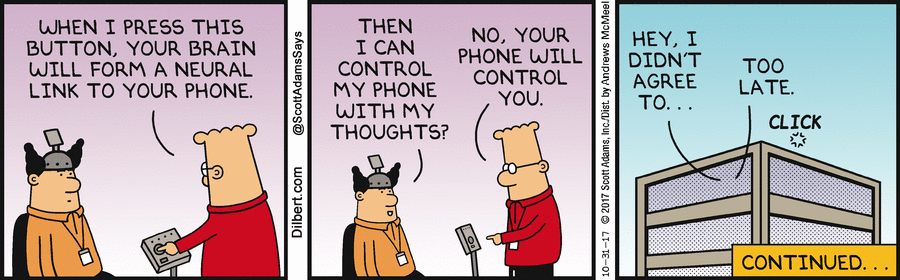 WHEN I PRESS THIS
BUTTON, YOUR BRAIN
WILL FORM A NEURAL
LINK TO YOUR PHONE.
Dilbert.com @ScottAdamsSays
THEN
I CAN
CONTROL
MY PHONE
WITH MY
THOUGHTS?
NO, YOUR
PHONE WILL
CONTROL
YOU.
10-31-17 © 2017 Scott Adams, Inc./Dist. by Andrews McMeel
HEY, I
DIDN'T
AGREE
TO...
TOO
LATE.
CLICK
CONTINUED...